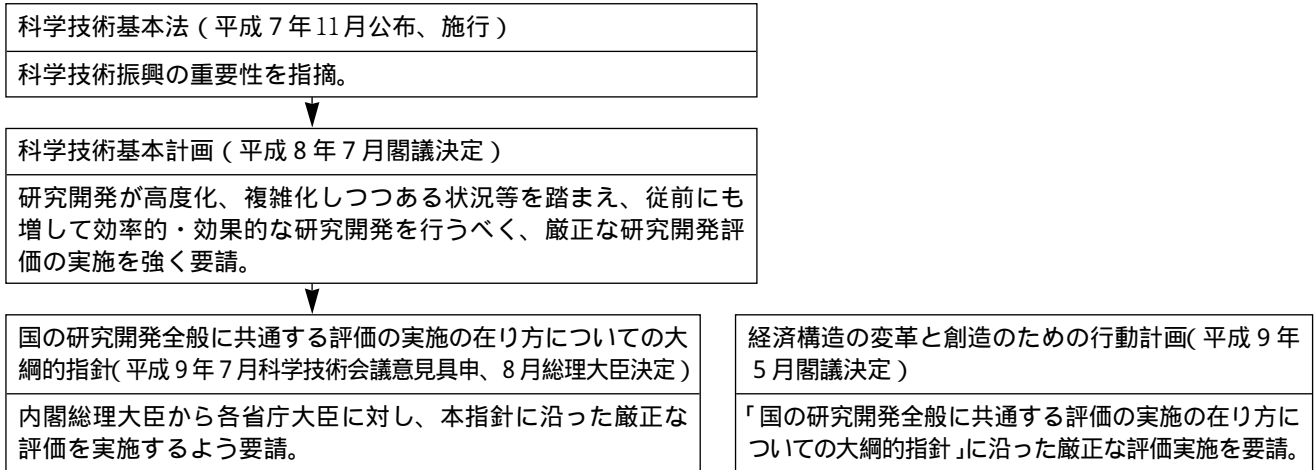 科学技術基本法（平成７年11月公布、施行）
科学技術振興の重要性を指摘。
科学技術基本計画（平成８年７月閣議決定）
研究開発が高度化、複雑化しつつある状況等を踏まえ、従前にも
増して効率的・効果的な研究開発を行うべく、厳正な研究開発評
価の実施を強く要請。
国の研究開発全般に共通する評価の実施の在り方についての大
綱的指針（平成９年７月科学技術会議意見具申、８月総理大臣決定）
内閣総理大臣から各省庁大臣に対し、本指針に沿った厳正な
評価を実施するよう要請。
経済構造の変革と創造のための行動計画（平成９年
５月閣議決定）
「国の研究開発全般に共通する評価の実施の在り方に
ついての大綱的指針」に沿った厳正な評価実施を要請。